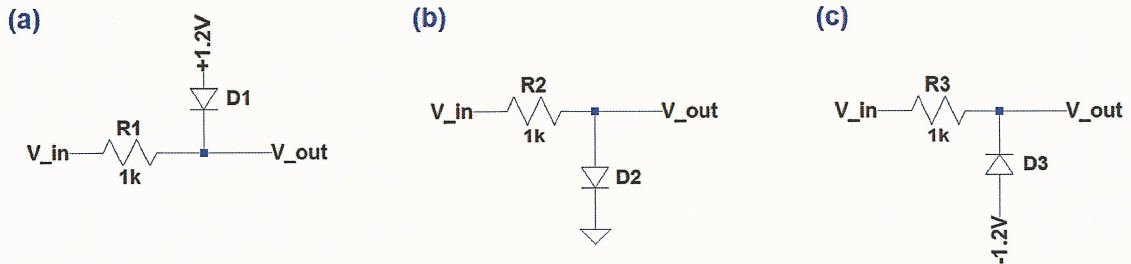 (a)
+1.2V
D1
R1
V_in
V_out
1k
(b)
R2
V_in
V_out
1k
D2
(c)
R3
V_in
V_out
1k
D3
-1.2V